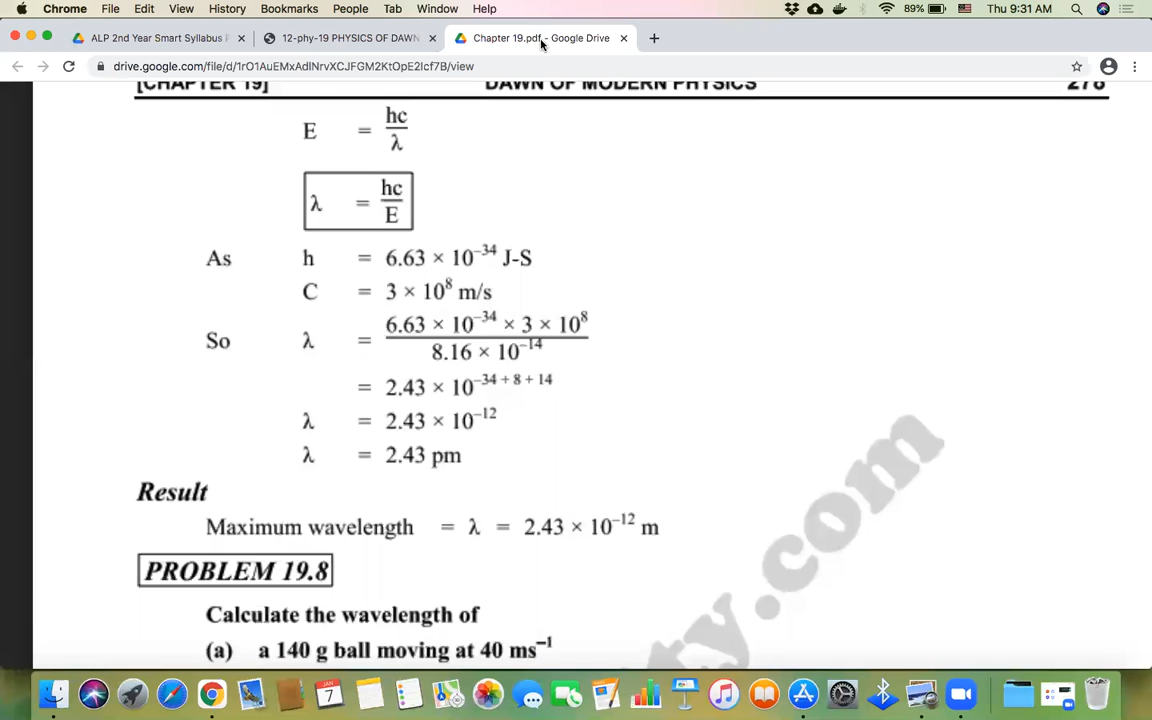 Chrome File Edit View History Bookmarks People Tab Window Help 89% Thu 9:31 AM
ALP 2nd Year Smart Syllabus 12-phy-19 PHYSICS OF DAWN Chapter 19.pdf - Google Drive
drive.google.com/file/d/1rO1AuEMxAdlNrvXCJFGM2KtOpE2Icf7B/view
[CHAPTER 19] DAWN OF MODERN PHYSICS 278
E = hc/λ
λ = hc/E
As h = 6.63 × 10⁻³⁴ J-S
C = 3 × 10⁸ m/s
So λ = 6.63 × 10⁻³⁴ × 3 × 10⁸ / 8.16 × 10⁻¹⁴
= 2.43 × 10⁻³⁴ ⁺ ⁸ ⁺ ¹⁴
λ = 2.43 × 10⁻¹²
λ = 2.43 pm
Result
Maximum wavelength = λ = 2.43 × 10⁻¹² m
PROBLEM 19.8
Calculate the wavelength of
(a) a 140 g ball moving at 40 ms⁻¹
ty.com
JAN
7